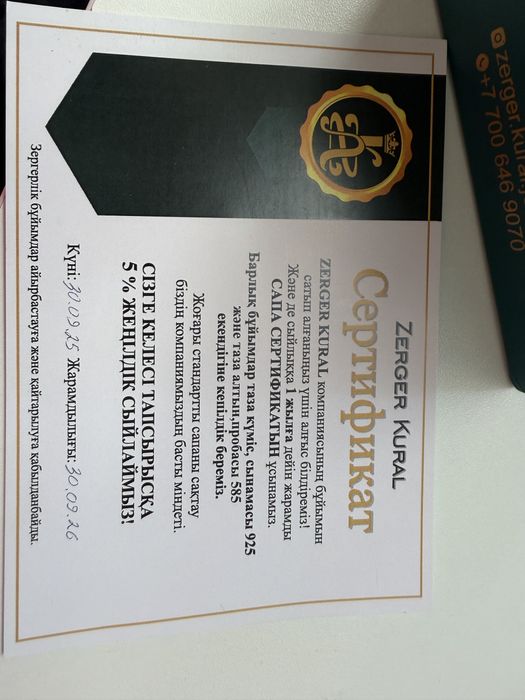 ZERGER KURAL
Сертификат
ZERGER KURAL компаниясының бұйымын
сатып алғаныңыз үшін алғыс білдіреміз!
Және де сыйлыққа 1 жылға дейін жарамды
САПА СЕРТИФИКАТЫН ұсынамыз.
Барлық бұйымдар таза күміс, сынамасы 925
және таза алтын,пробасы 585
екендігіне кепілдік береміз.
Жоғары стандартты сапаны сақтау
біздің компаниямыздың басты міндеті.
СІЗГЕ КЕЛЕСІ ТАПСЫРЫСҚА
5 % ЖЕҢІЛДІК СЫЙЛАЙМЫЗ!
Күні: 30.09.25 Жарамдылығы: 30.09.26
Зергерлік бұйымдар айырбастауға және қайтарылуға қабылданбайды.
zerger.kural
+7 700 646 9070